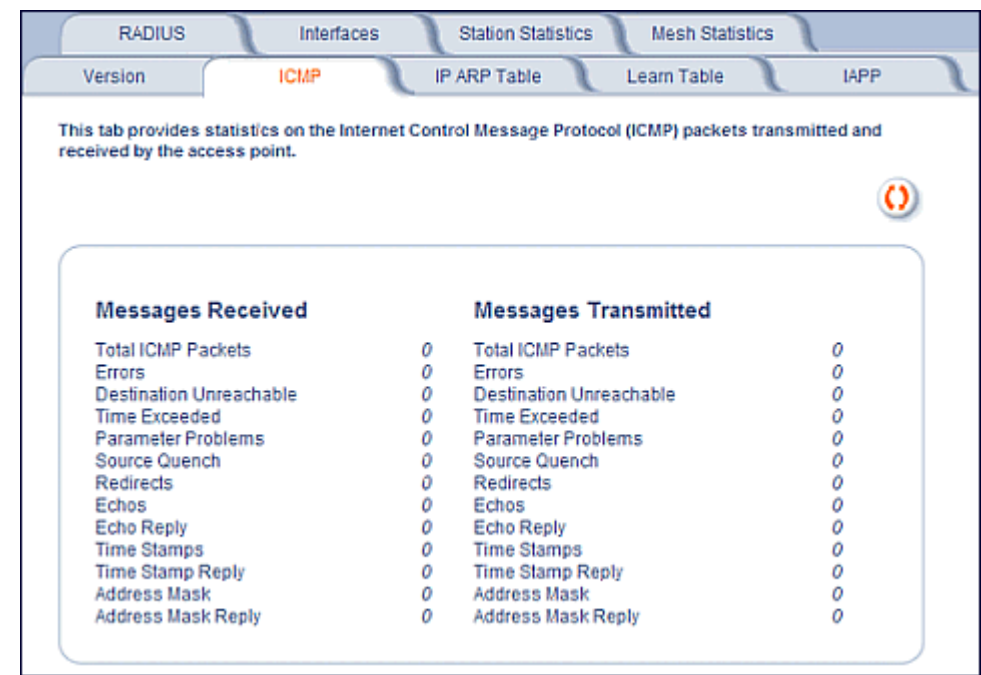 RADIUS Interfaces Station Statistics Mesh Statistics
Version ICMP IP ARP Table Learn Table IAPP
This tab provides statistics on the Internet Control Message Protocol (ICMP) packets transmitted and
received by the access point.
Messages Received Messages Transmitted
Total ICMP Packets 0 Total ICMP Packets 0
Errors 0 Errors 0
Destination Unreachable 0 Destination Unreachable 0
Time Exceeded 0 Time Exceeded 0
Parameter Problems 0 Parameter Problems 0
Source Quench 0 Source Quench 0
Redirects 0 Redirects 0
Echos 0 Echos 0
Echo Reply 0 Echo Reply 0
Time Stamps 0 Time Stamps 0
Time Stamp Reply 0 Time Stamp Reply 0
Address Mask 0 Address Mask 0
Address Mask Reply 0 Address Mask Reply 0